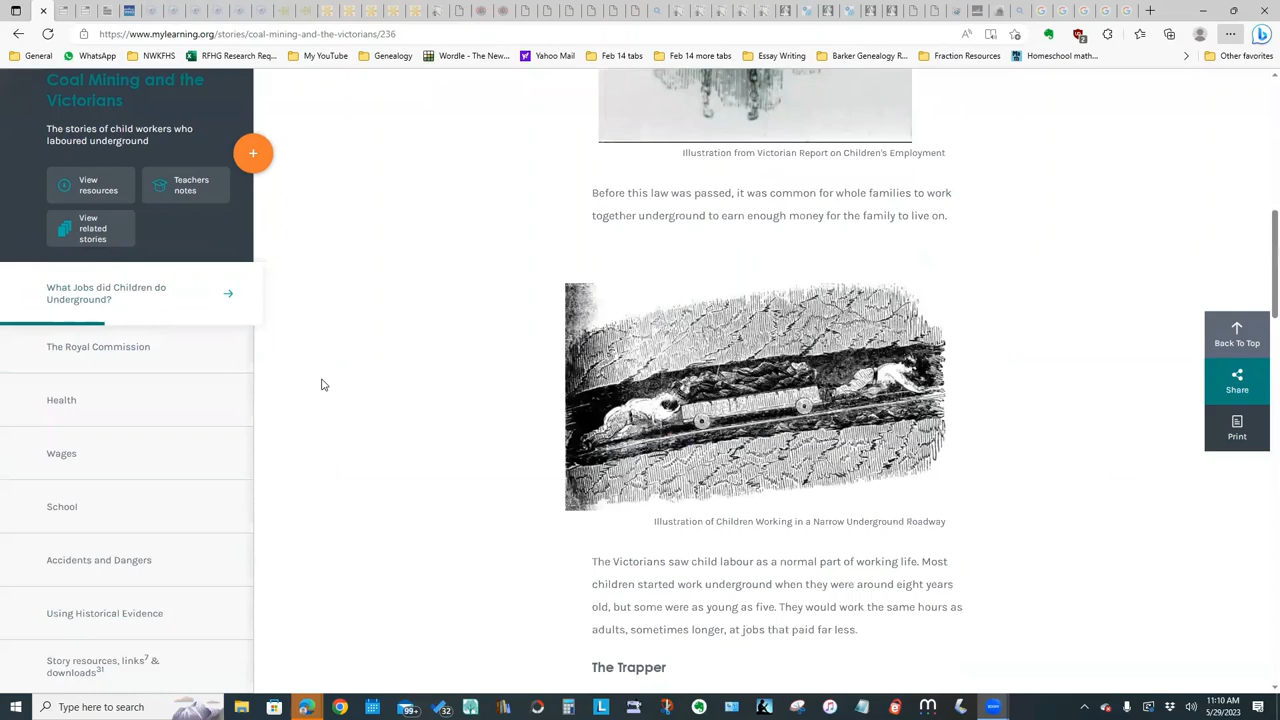 https://www.mylearning.org/stories/coal-mining-and-the-victorians/236
General
WhatsApp
NWKFHS
RFHG Research Req...
My YouTube
Genealogy
Wordle - The New...
Yahoo Mail
Feb 14 tabs
Feb 14 more tabs
Essay Writing
Barker Genealogy R...
Fraction Resources
Homeschool math...
Other favorites
Coal Mining and the
Victorians
The stories of child workers who
laboured underground
View
resources
Teachers
notes
View
related
stories
What Jobs did Children do
Underground?
The Royal Commission
Health
Wages
School
Accidents and Dangers
Using Historical Evidence
Story resources, links7 &
downloads31
Illustration from Victorian Report on Children's Employment
Before this law was passed, it was common for whole families to work
together underground to earn enough money for the family to live on.
Illustration of Children Working in a Narrow Underground Roadway
The Victorians saw child labour as a normal part of working life. Most
children started work underground when they were around eight years
old, but some were as young as five. They would work the same hours as
adults, sometimes longer, at jobs that paid far less.
The Trapper
Back To Top
Share
Print
Type here to search
99+
32
11:10 AM
5/29/2023